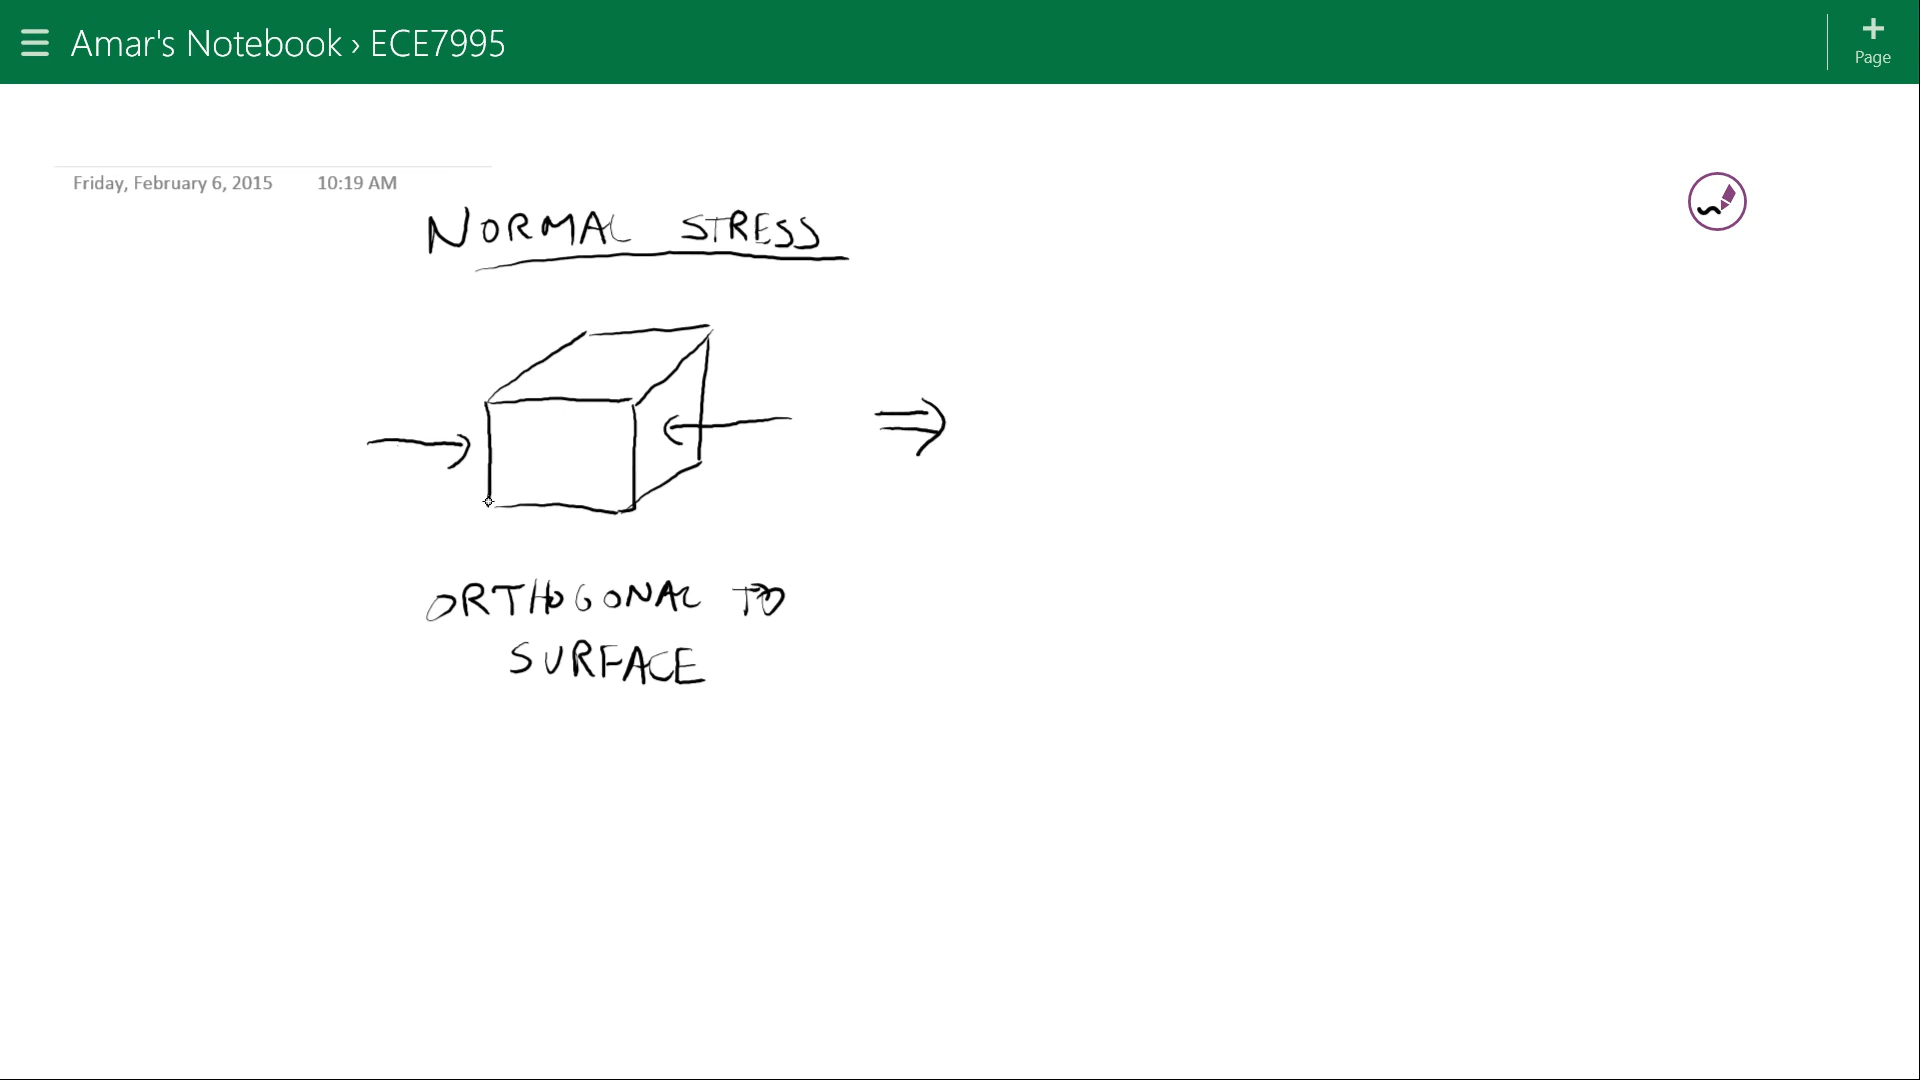 Amar's Notebook › ECE7995
Page
Friday, February 6, 2015 10:19 AM
NORMAL STRESS
ORTHOGONAL TO
SURFACE